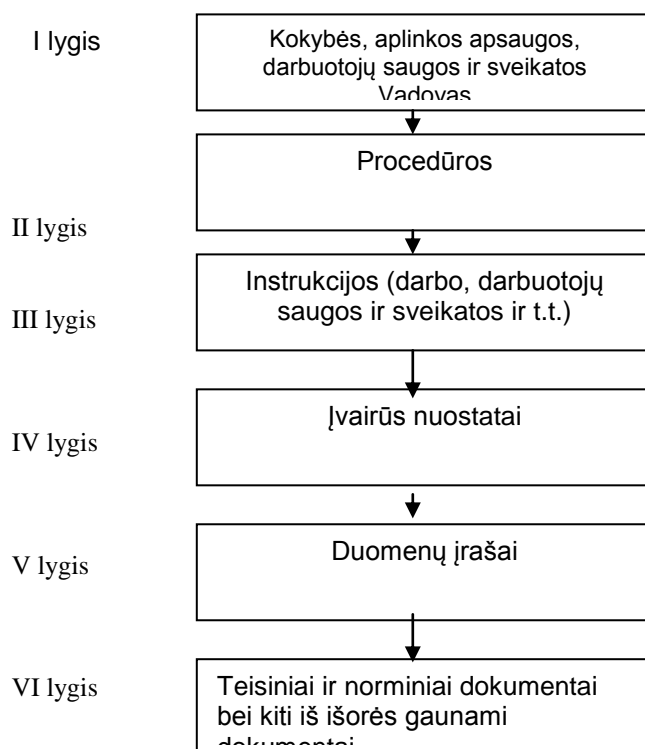 I lygis
Kokybės, aplinkos apsaugos,
darbuotojų saugos ir sveikatos
Vadovas
Procedūros
II lygis
Instrukcijos (darbo, darbuotojų
saugos ir sveikatos ir t.t.)
III lygis
Įvairūs nuostatai
IV lygis
Duomenų įrašai
V lygis
VI lygis
Teisiniai ir norminiai dokumentai
bei kiti iš išorės gaunami
dokumentai